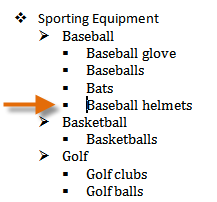 ❖ Sporting Equipment
➤ Baseball
▪ Baseball glove
▪ Baseballs
▪ Bats
▪ Baseball helmets
➤ Basketball
▪ Basketballs
➤ Golf
▪ Golf clubs
▪ Golf balls